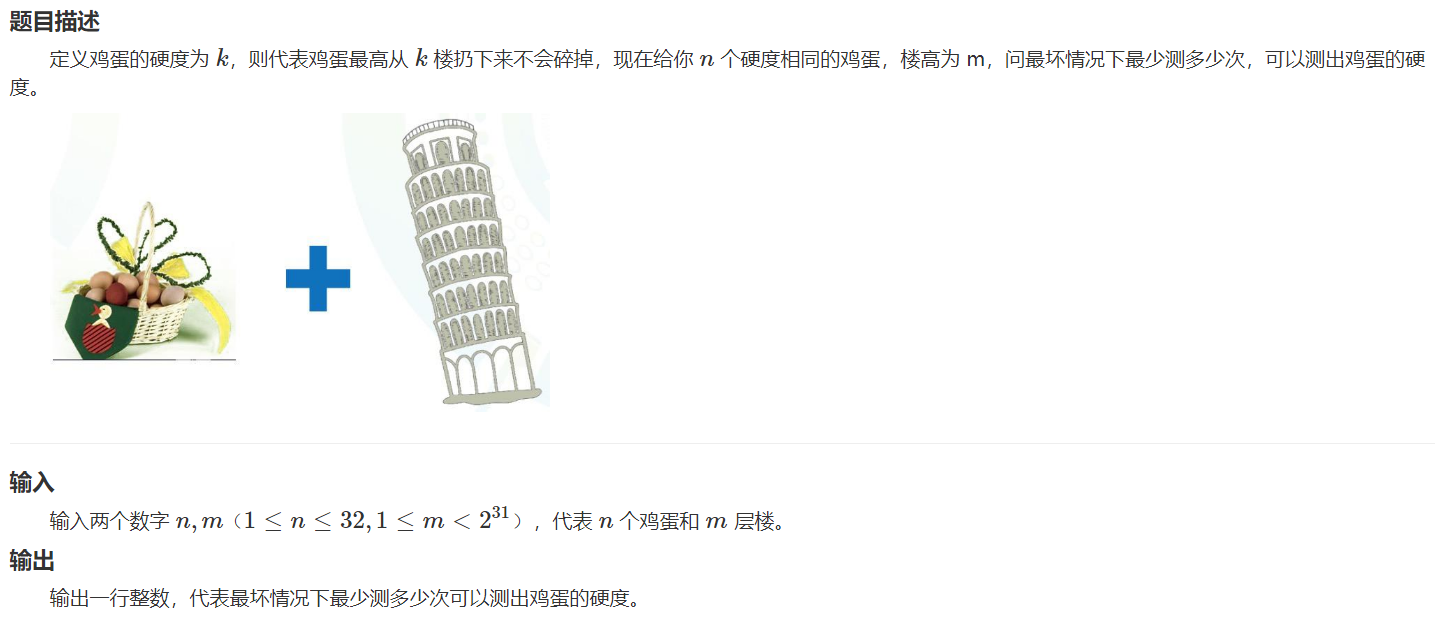 题目描述
定义鸡蛋的硬度为 k，则代表鸡蛋最高从 k 楼扔下来不会碎掉，现在给你 n 个硬度相同的鸡蛋，楼高为 m，问最坏情况下最少测多少次，可以测出鸡蛋的硬
度。
输入
输入两个数字 n, m（1 ≤ n ≤ 32, 1 ≤ m < 2^31），代表 n 个鸡蛋和 m 层楼。
输出
输出一行整数，代表最坏情况下最少测多少次可以测出鸡蛋的硬度。